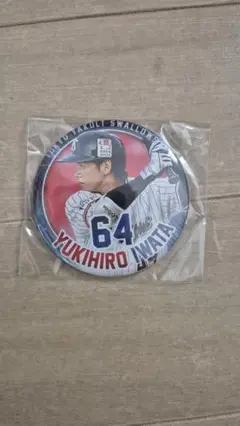 TOKYO YAKULT SWALLOWS
64
YUKIHIRO IWATA